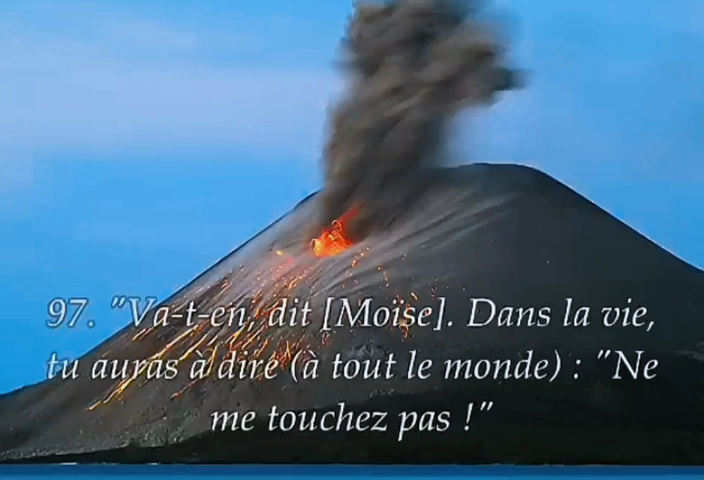 97. "Va-t-en, dit [Moïse]. Dans la vie,
tu auras à dire (à tout le monde) : "Ne
me touchez pas !"